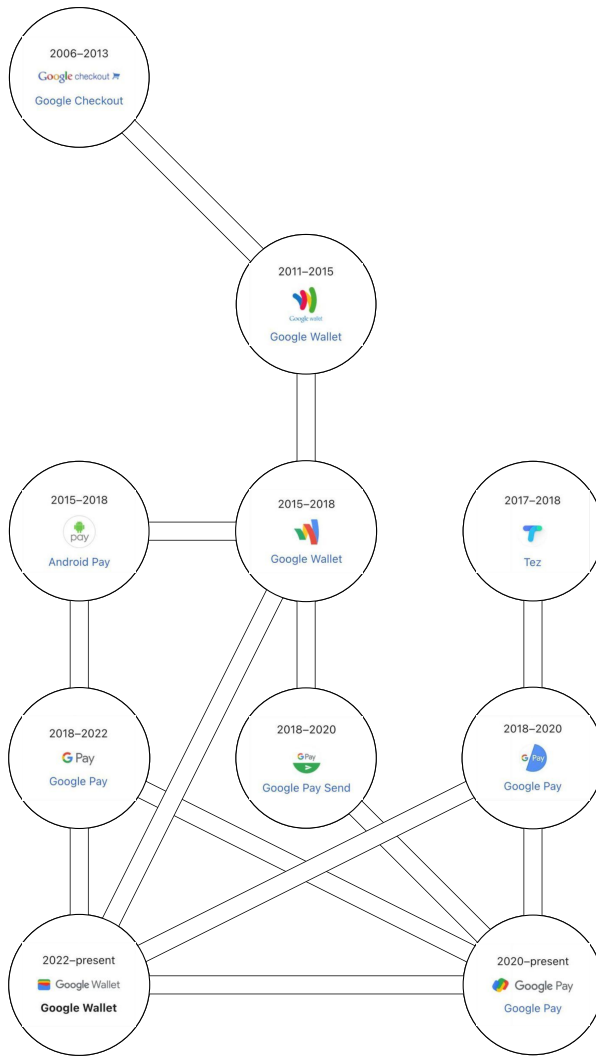 2006–2013
Google checkout
Google Checkout
2011–2015
Google wallet
Google Wallet
2015–2018
pay
Android Pay
2015–2018
Google Wallet
2017–2018
Tez
2018–2022
G Pay
Google Pay
2018–2020
G Pay
Google Pay Send
2018–2020
G Pay
Google Pay
2022–present
Google Wallet
Google Wallet
2020–present
Google Pay
Google Pay